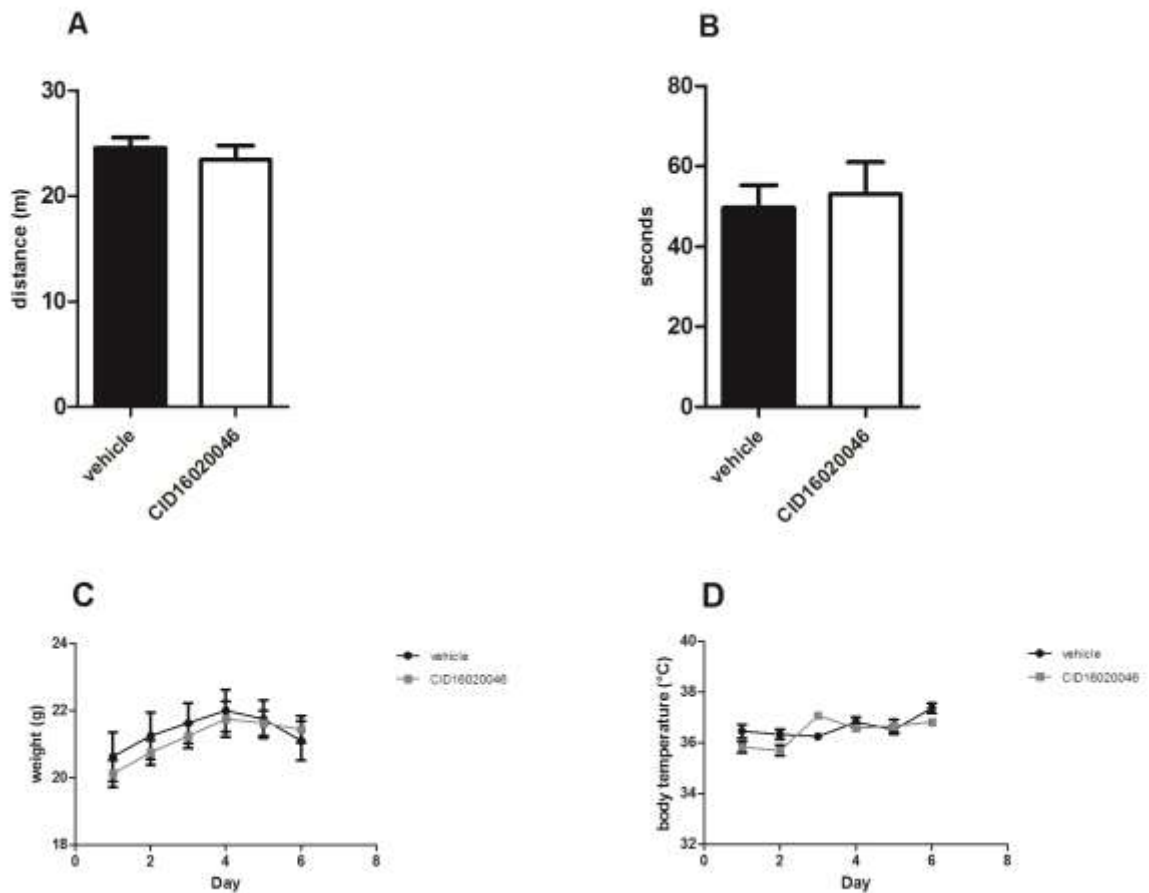 A
30
20
10
0
distance (m)
vehicle
CID16020046
B
80
60
40
20
0
seconds
vehicle
CID16020046
C
24
22
20
18
weight (g)
0 2 4 6 8
Day
vehicle
CID16020046
D
40
38
36
34
32
body temperature (°C)
0 2 4 6 8
Day
vehicle
CID16020046